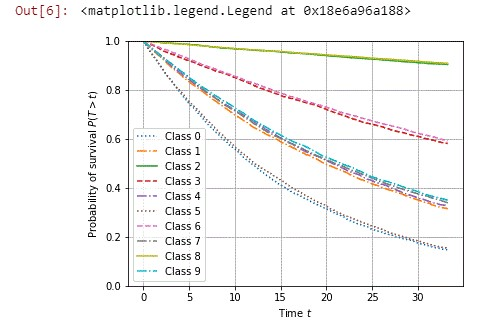 Out[6]: <matplotlib.legend.Legend at 0x18e6a96a188>
1.0
0.8
0.6
0.4
0.2
0.0
Probability of survival P(T > t)
Class 0
Class 1
Class 2
Class 3
Class 4
Class 5
Class 6
Class 7
Class 8
Class 9
0 5 10 15 20 25 30
Time t